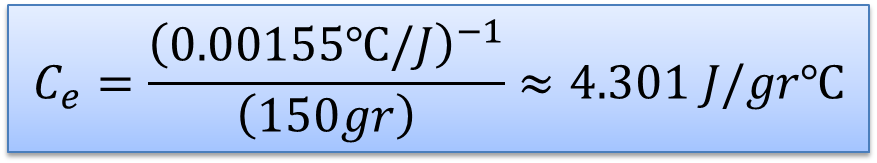 C_e = (0.00155°C/J)^{-1} / (150gr) ≈ 4.301 J/gr°C